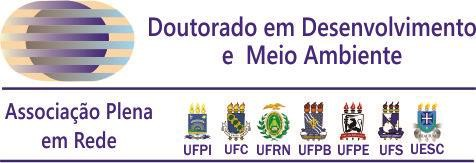 Doutorado em Desenvolvimento
e Meio Ambiente
Associação Plena
em Rede
UFPI UFC UFRN UFPB UFPE UFS UESC